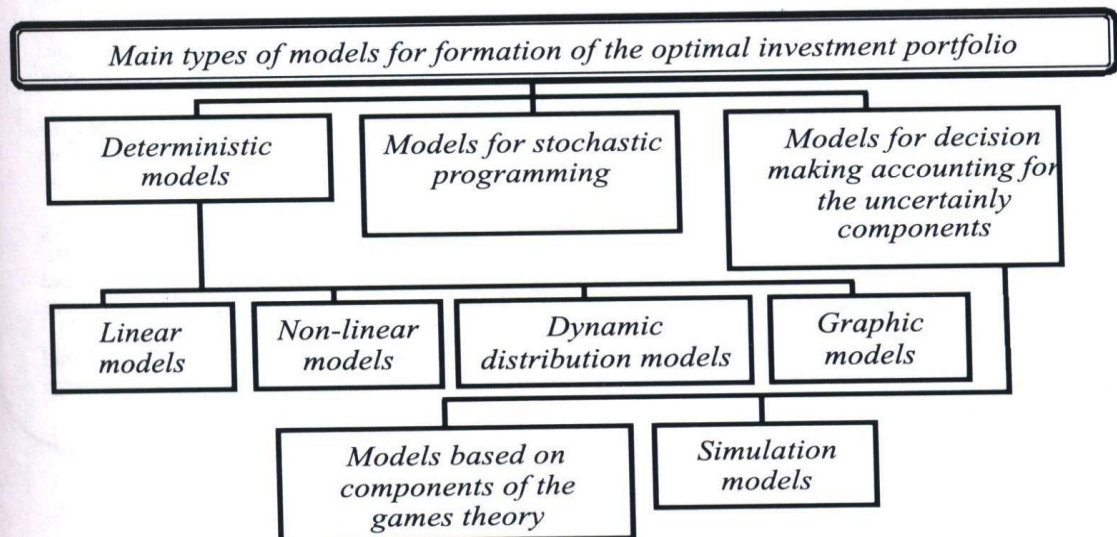 Main types of models for formation of the optimal investment portfolio
Deterministic
models
Models for stochastic
programming
Models for decision
making accounting for
the uncertainly
components
Linear
models
Non-linear
models
Dynamic
distribution models
Graphic
models
Models based on
components of the
games theory
Simulation
models